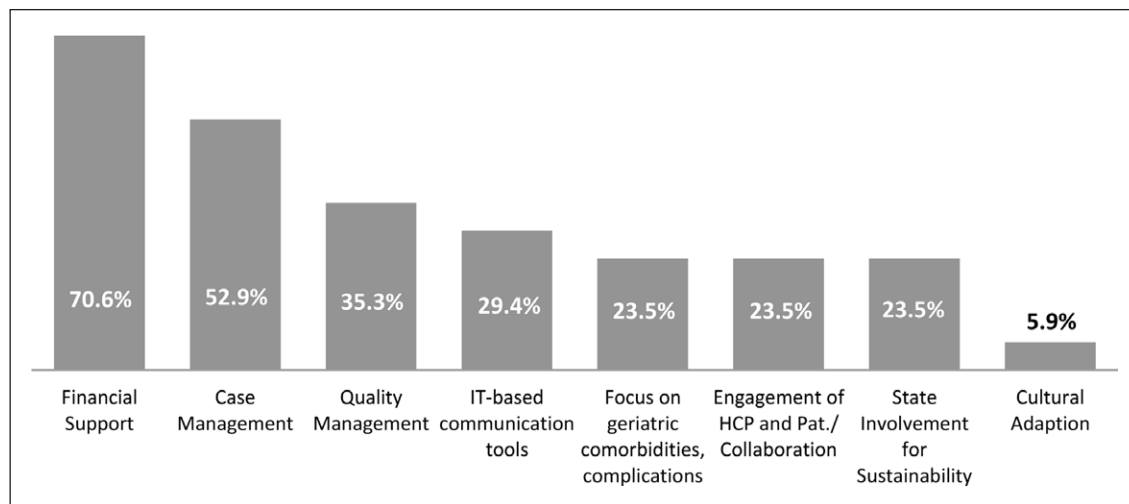 70.6%
52.9%
35.3%
29.4%
23.5%
23.5%
23.5%
5.9%
Financial
Support
Case
Management
Quality
Management
IT-based
communication
tools
Focus on
geriatric
comorbidities,
complications
Engagement of
HCP and Pat./
Collaboration
State
Involvement
for
Sustainability
Cultural
Adaption